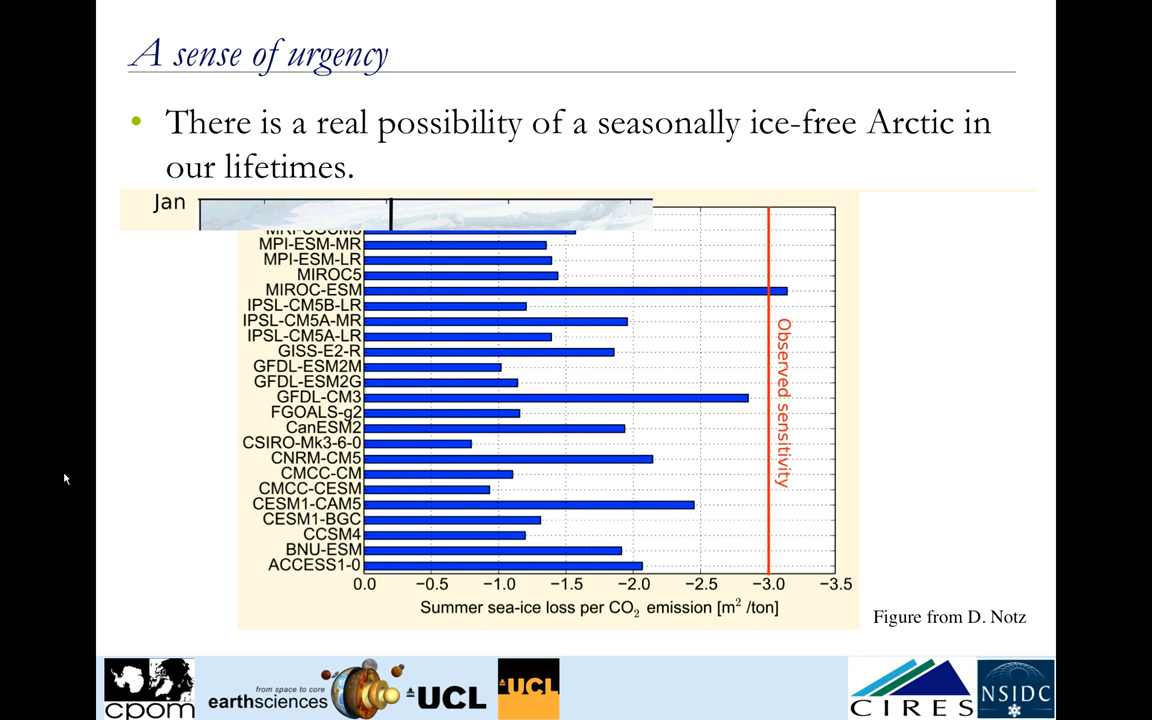 A sense of urgency
• There is a real possibility of a seasonally ice-free Arctic in
our lifetimes.
Jan
MPI-ESM-MR
MPI-ESM-LR
MIROC5
MIROC-ESM
IPSL-CM5B-LR
IPSL-CM5A-MR
IPSL-CM5A-LR
GISS-E2-R
GFDL-ESM2M
GFDL-ESM2G
GFDL-CM3
FGOALS-g2
CanESM2
CSIRO-Mk3-6-0
CNRM-CM5
CMCC-CM
CMCC-CESM
CESM1-CAM5
CESM1-BGC
CCSM4
BNU-ESM
ACCESS1-0
Observed sensitivity
0.0 −0.5 −1.0 −1.5 −2.0 −2.5 −3.0 −3.5
Summer sea-ice loss per CO₂ emission [m² /ton]
Figure from D. Notz
cpom
from space to core
earthsciences
UCL
UCL
CIRES
NSIDC